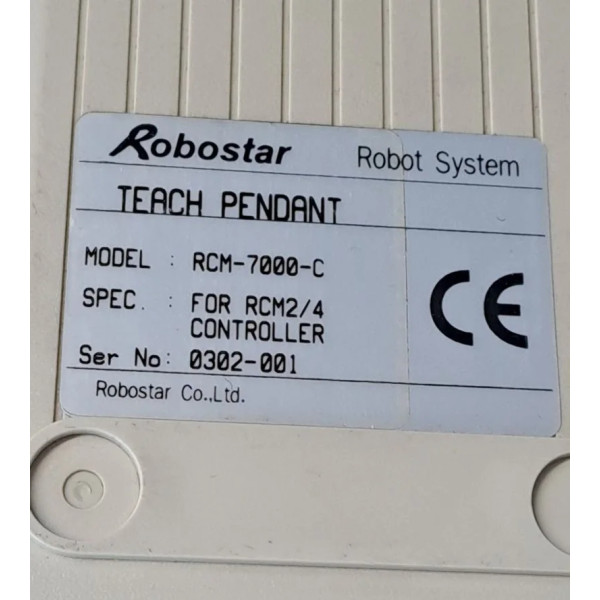 Robostar Robot System
TEACH PENDANT
MODEL : RCM-7000-C
SPEC. : FOR RCM2/4
CONTROLLER
Ser No: 0302-001
Robostar Co.,Ltd.
CE